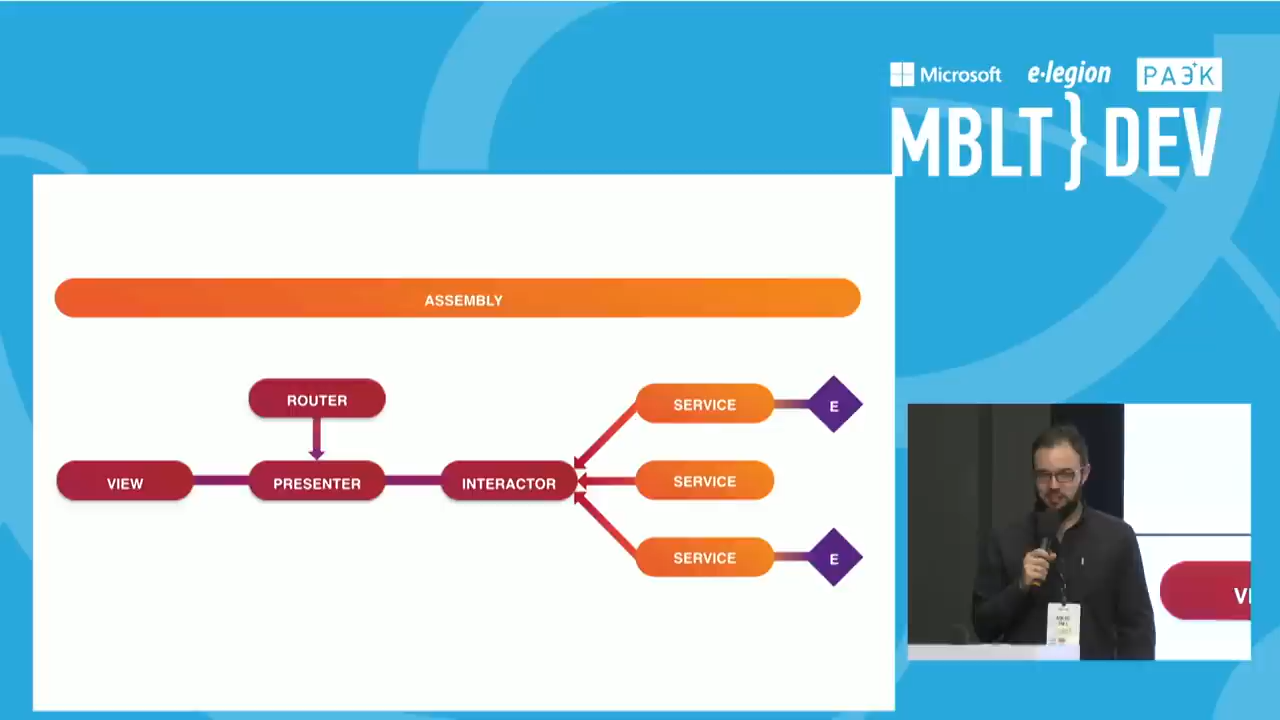 Microsoft
e·legion
РАЭК
MBLT}DEV
ASSEMBLY
ROUTER
SERVICE
E
VIEW
PRESENTER
INTERACTOR
SERVICE
SERVICE
E